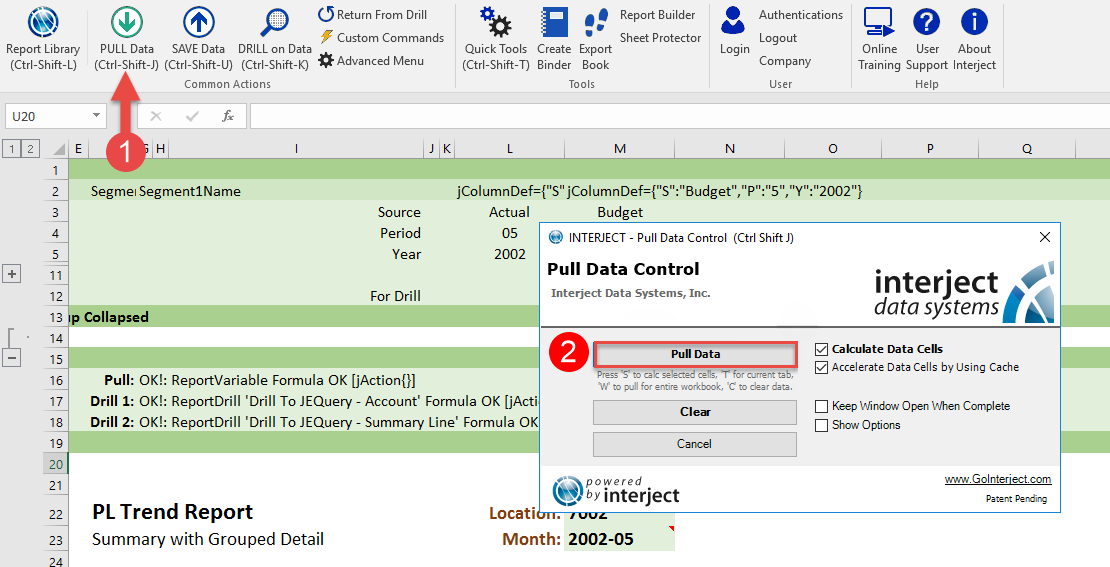 Report Library
(Ctrl-Shift-L)
PULL Data
(Ctrl-Shift-J)
SAVE Data
(Ctrl-Shift-U)
DRILL on Data
(Ctrl-Shift-K)
Return From Drill
Custom Commands
Advanced Menu
Common Actions
Quick Tools
(Ctrl-Shift-T)
Create
Binder
Export
Book
Report Builder
Sheet Protector
Tools
Login
Authentications
Logout
Company
User
Online
Training
User
Support
About
Interject
Help
U20
fx
1
1 2
E G H I J K L M N O P Q
1
2 Segmer Segment1Name jColumnDef={"S" jColumnDef={"S":"Budget","P":"5","Y":"2002"}
3 Source Actual Budget
4 Period 05
5 Year 2002
11
12 For Drill
13 up Collapsed
14
15
16 Pull: OK!: ReportVariable Formula OK [jAction{}]
17 Drill 1: OK!: ReportDrill 'Drill To JEQuery - Account' Formula OK [jActio
18 Drill 2: OK!: ReportDrill 'Drill To JEQuery - Summary Line' Formula OK
19
20
21
22 PL Trend Report Location: 7002
23 Summary with Grouped Detail Month: 2002-05
24
INTERJECT - Pull Data Control (Ctrl Shift J)
Pull Data Control
Interject Data Systems, Inc.
interject
data systems
2
Pull Data
Press 'S' to calc selected cells, 'T' for current tab,
'W' to pull for entire workbook, 'C' to clear data.
Clear
Cancel
Calculate Data Cells
Accelerate Data Cells by Using Cache
Keep Window Open When Complete
Show Options
powered
by interject
www.GoInterject.com
Patent Pending